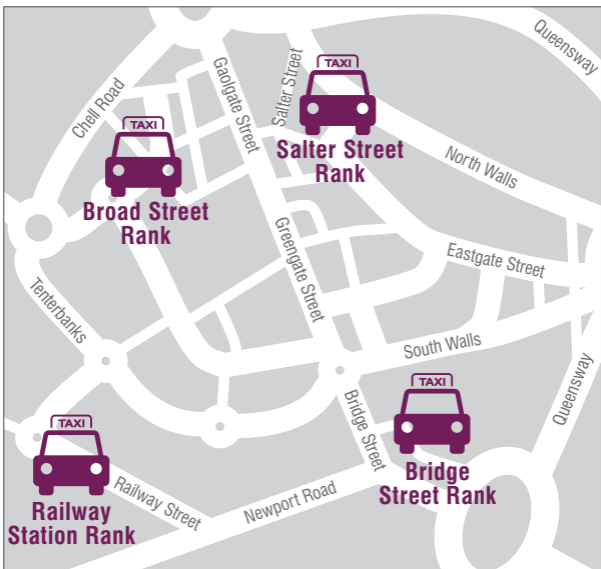 Queensway
Gaolgate Street
Salter Street
TAXI
Chell Road
TAXI
Salter Street
Rank
North Walls
Broad Street
Rank
Greengate Street
Eastgate Street
Tenterbanks
South Walls
Queensway
TAXI
Bridge Street
TAXI
Bridge
Street Rank
Railway Street
Newport Road
Railway
Station Rank